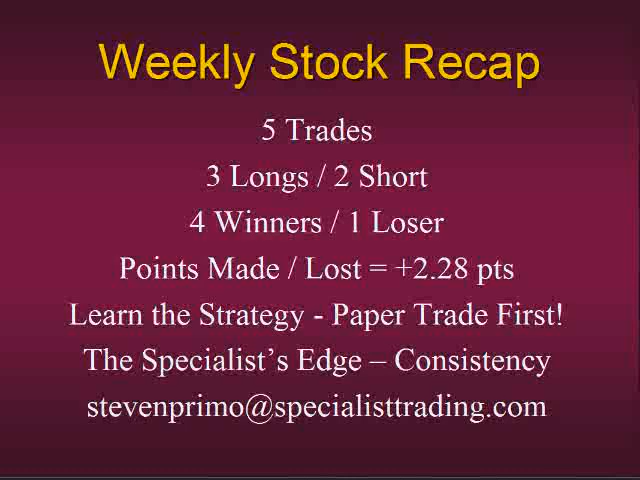 Weekly Stock Recap
5 Trades
3 Longs / 2 Short
4 Winners / 1 Loser
Points Made / Lost = +2.28 pts
Learn the Strategy - Paper Trade First!
The Specialist’s Edge – Consistency
stevenprimo@specialisttrading.com